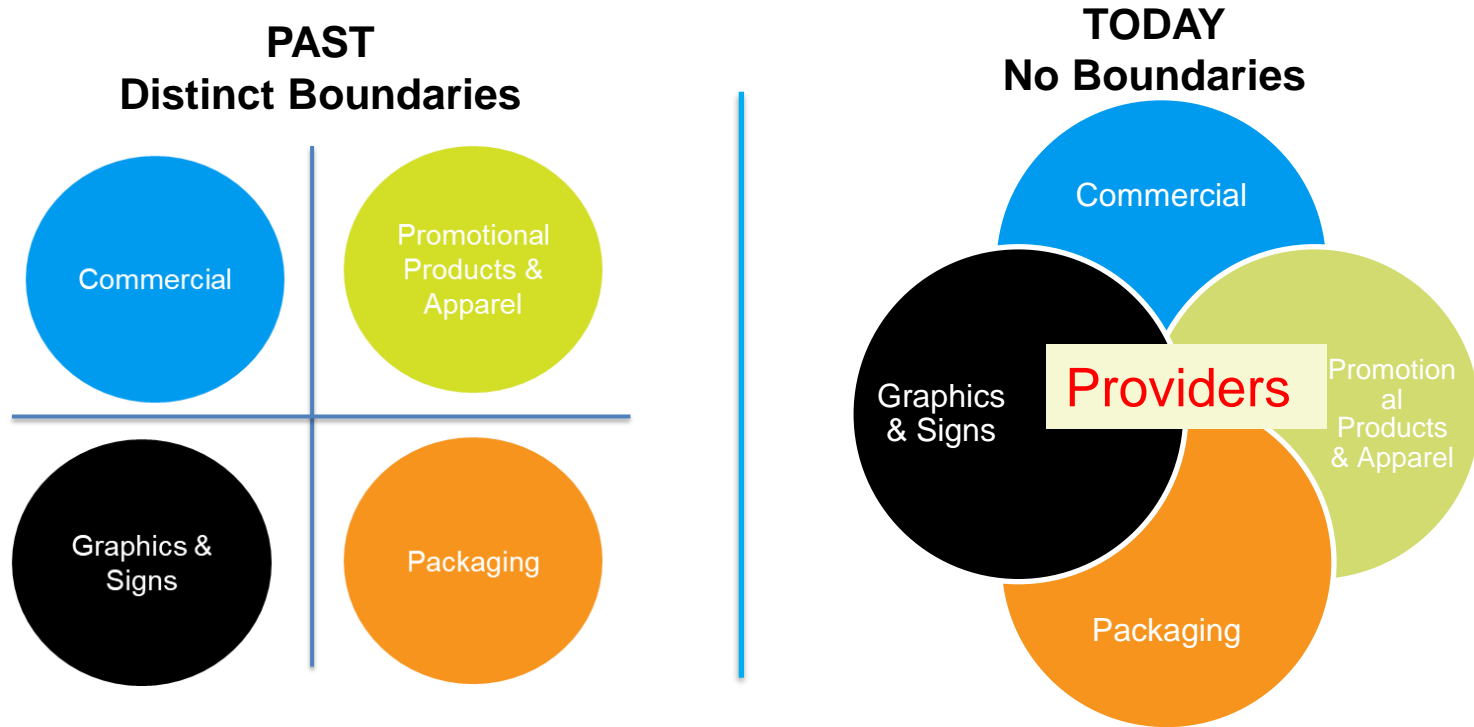 PAST
Distinct Boundaries
Commercial
Promotional
Products &
Apparel
Graphics &
Signs
Packaging
TODAY
No Boundaries
Commercial
Graphics
& Signs
Providers
Promotion
al
Products
& Apparel
Packaging